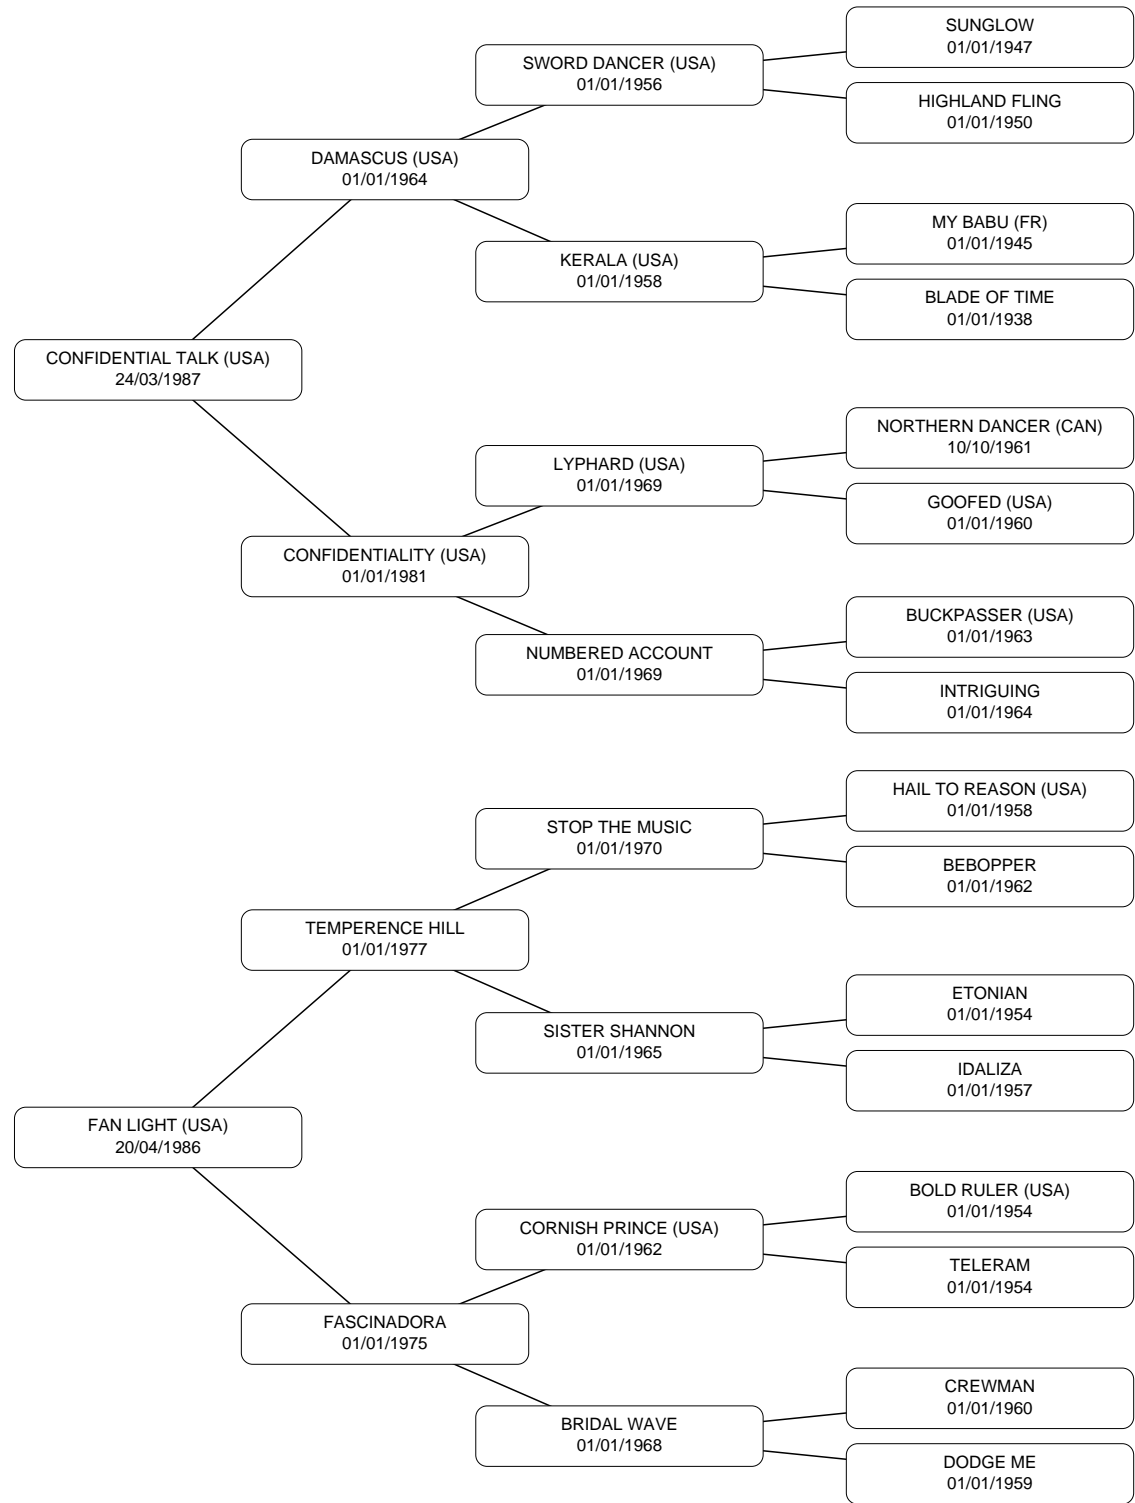 SUNGLOW
01/01/1947
SWORD DANCER (USA)
01/01/1956
HIGHLAND FLING
01/01/1950
DAMASCUS (USA)
01/01/1964
MY BABU (FR)
01/01/1945
KERALA (USA)
01/01/1958
BLADE OF TIME
01/01/1938
CONFIDENTIAL TALK (USA)
24/03/1987
NORTHERN DANCER (CAN)
10/10/1961
LYPHARD (USA)
01/01/1969
GOOFED (USA)
01/01/1960
CONFIDENTIALITY (USA)
01/01/1981
BUCKPASSER (USA)
01/01/1963
NUMBERED ACCOUNT
01/01/1969
INTRIGUING
01/01/1964
HAIL TO REASON (USA)
01/01/1958
STOP THE MUSIC
01/01/1970
BEBOPPER
01/01/1962
TEMPERENCE HILL
01/01/1977
ETONIAN
01/01/1954
SISTER SHANNON
01/01/1965
IDALIZA
01/01/1957
FAN LIGHT (USA)
20/04/1986
BOLD RULER (USA)
01/01/1954
CORNISH PRINCE (USA)
01/01/1962
TELERAM
01/01/1954
FASCINADORA
01/01/1975
CREWMAN
01/01/1960
BRIDAL WAVE
01/01/1968
DODGE ME
01/01/1959